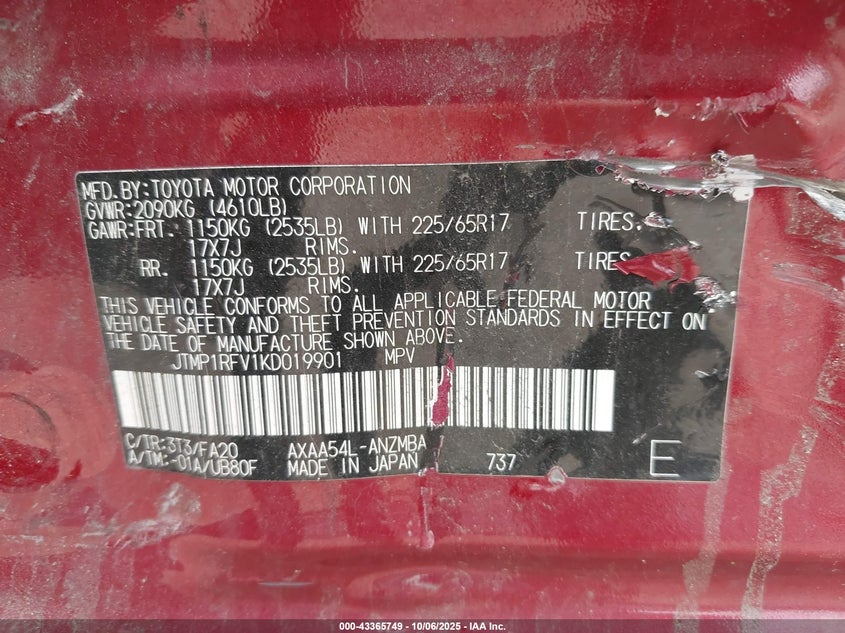 MFD.BY:TOYOTA MOTOR CORPORATION
GVWR:2090KG (4610LB)
GAWR:FRT. 1150KG (2535LB) WITH 225/65R17 TIRES.
17X7J RIMS.
RR. 1150KG (2535LB) WITH 225/65R17 TIRES
17X7J RIMS.
THIS VEHICLE CONFORMS TO ALL APPLICABLE FEDERAL MOTOR
VEHICLE SAFETY AND THEFT PREVENTION STANDARDS IN EFFECT ON
THE DATE OF MANUFACTURE SHOWN ABOVE.
JTMP1RFV1KD019901 MPV
C/TR:3T3/FA20 AXAA54L-ANZMBA
A/TM:-01A/UB80F MADE IN JAPAN 737 E
000-43365749 - 10/06/2025 - IAA Inc.